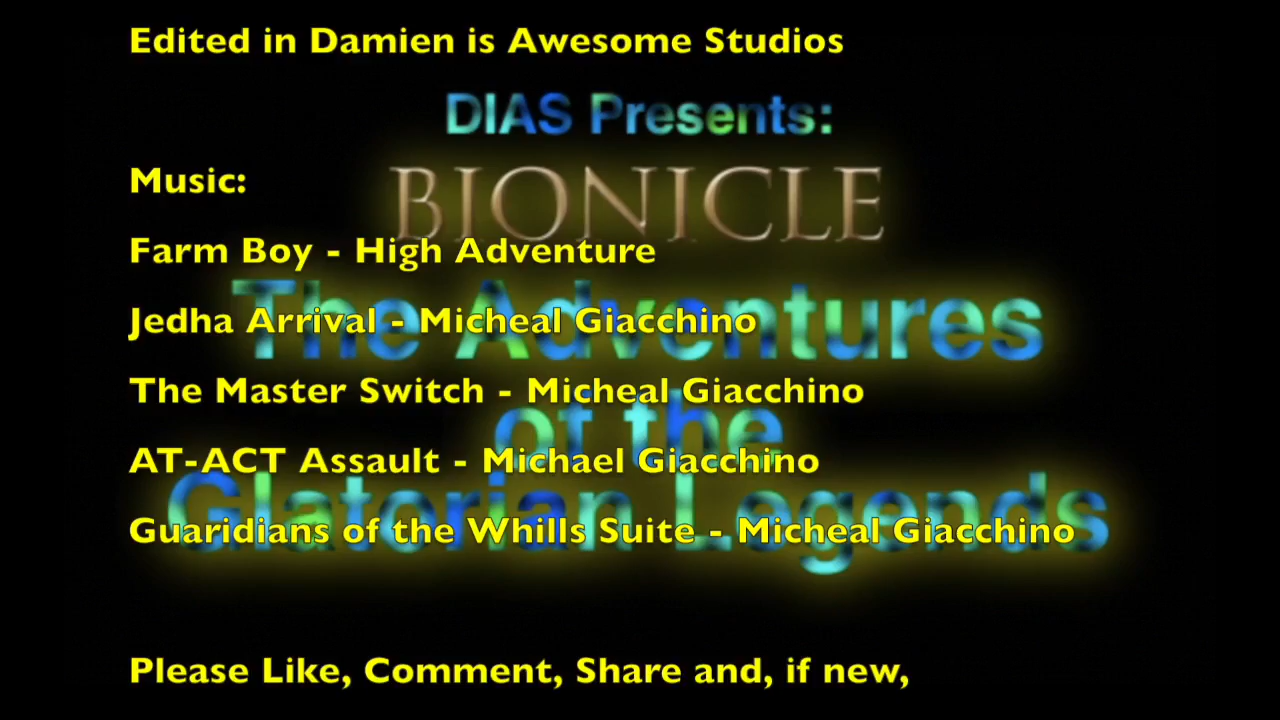 Edited in Damien is Awesome Studios
DIAS Presents:
Music:
BIONICLE
Farm Boy - High Adventure
The Adventures
Jedha Arrival - Micheal Giacchino
The Master Switch - Micheal Giacchino
of the
AT-ACT Assault - Michael Giacchino
Glatorian Legends
Guaridians of the Whills Suite - Micheal Giacchino
Please Like, Comment, Share and, if new,